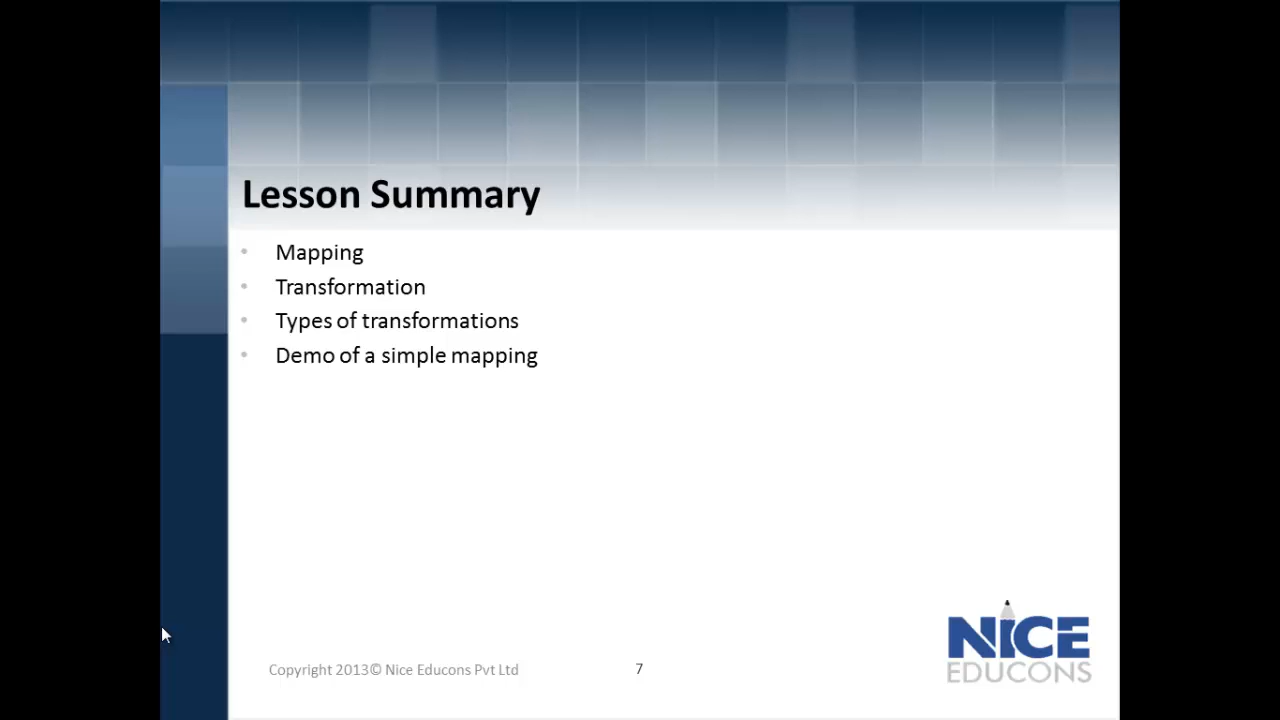 Lesson Summary
• Mapping
• Transformation
• Types of transformations
• Demo of a simple mapping
Copyright 2013© Nice Educons Pvt Ltd
7
NICE
EDUCONS